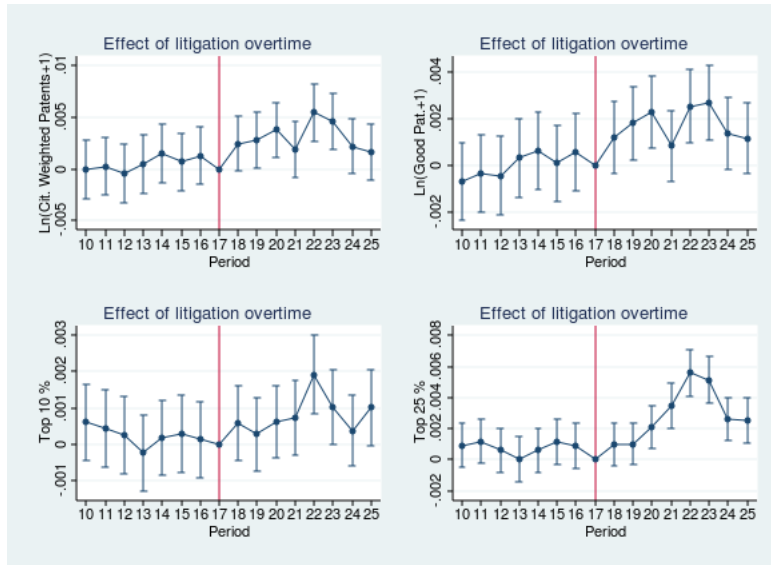 Effect of litigation overtime
Ln(Cit. Weighted Patents+1)
-.005 0 .005 .01
10 11 12 13 14 15 16 17 18 19 20 21 22 23 24 25
Period
Effect of litigation overtime
Ln(Good Pat.+1)
-.002 0 .002 .004
10 11 12 13 14 15 16 17 18 19 20 21 22 23 24 25
Period
Effect of litigation overtime
Top 10 %
-.001 0 .001 .002 .003
10 11 12 13 14 15 16 17 18 19 20 21 22 23 24 25
Period
Effect of litigation overtime
Top 25 %
-.002 0 .002 .004 .006 .008
10 11 12 13 14 15 16 17 18 19 20 21 22 23 24 25
Period